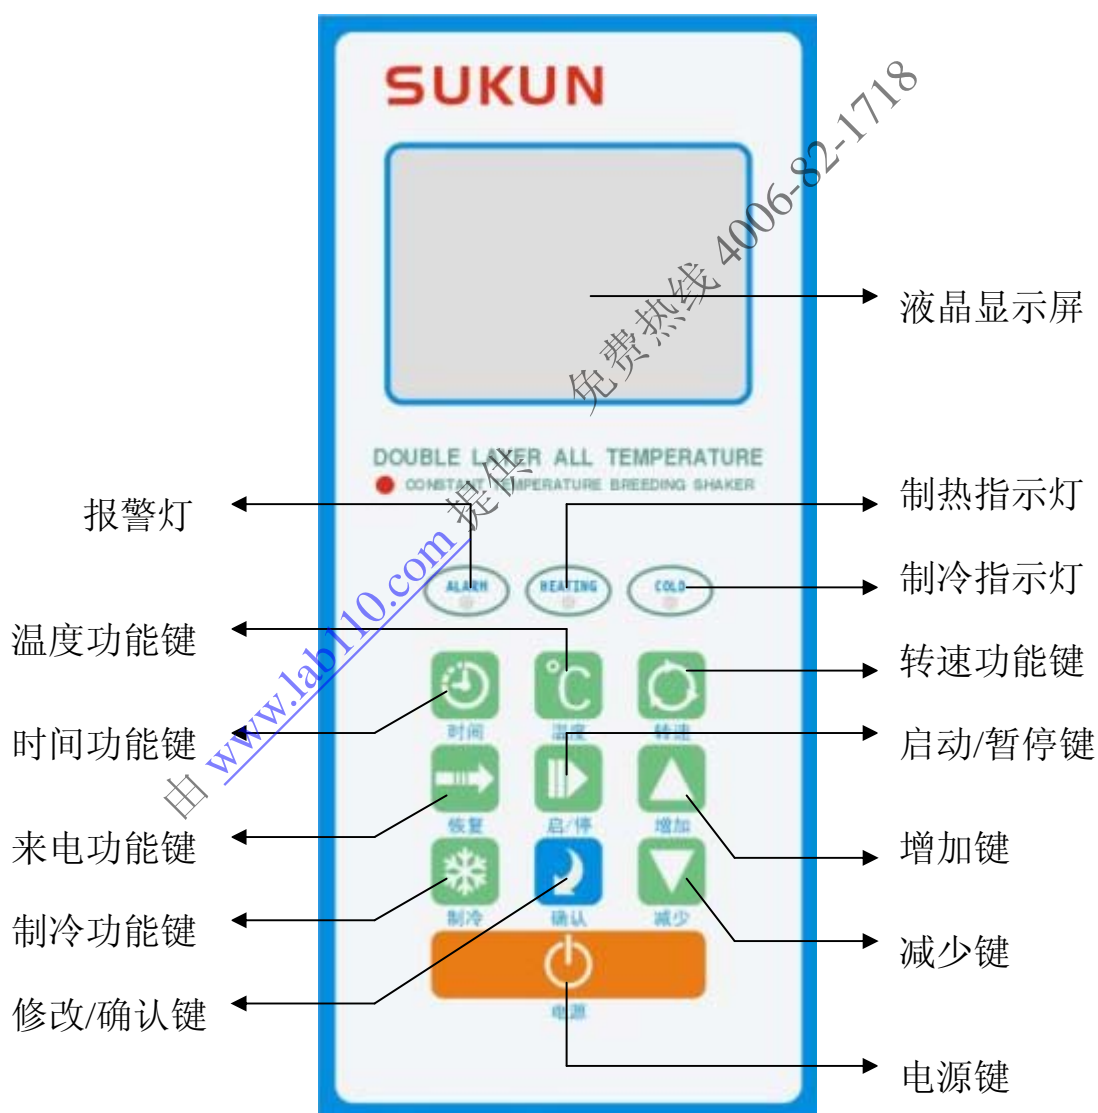 SUKUN
液晶显示屏
DOUBLE LAYER ALL TEMPERATURE
CONSTANT TEMPERATURE BREEDING SHAKER
报警灯
制热指示灯
ALARM
HEATING
COLD
制冷指示灯
温度功能键
转速功能键
时间
温度
转速
时间功能键
启动/暂停键
恢复
启/停
增加
来电功能键
增加键
制冷
确认
减少
制冷功能键
减少键
修改/确认键
电源
电源键
由 www.lab110.com 提供 免费热线 4006-82-1718